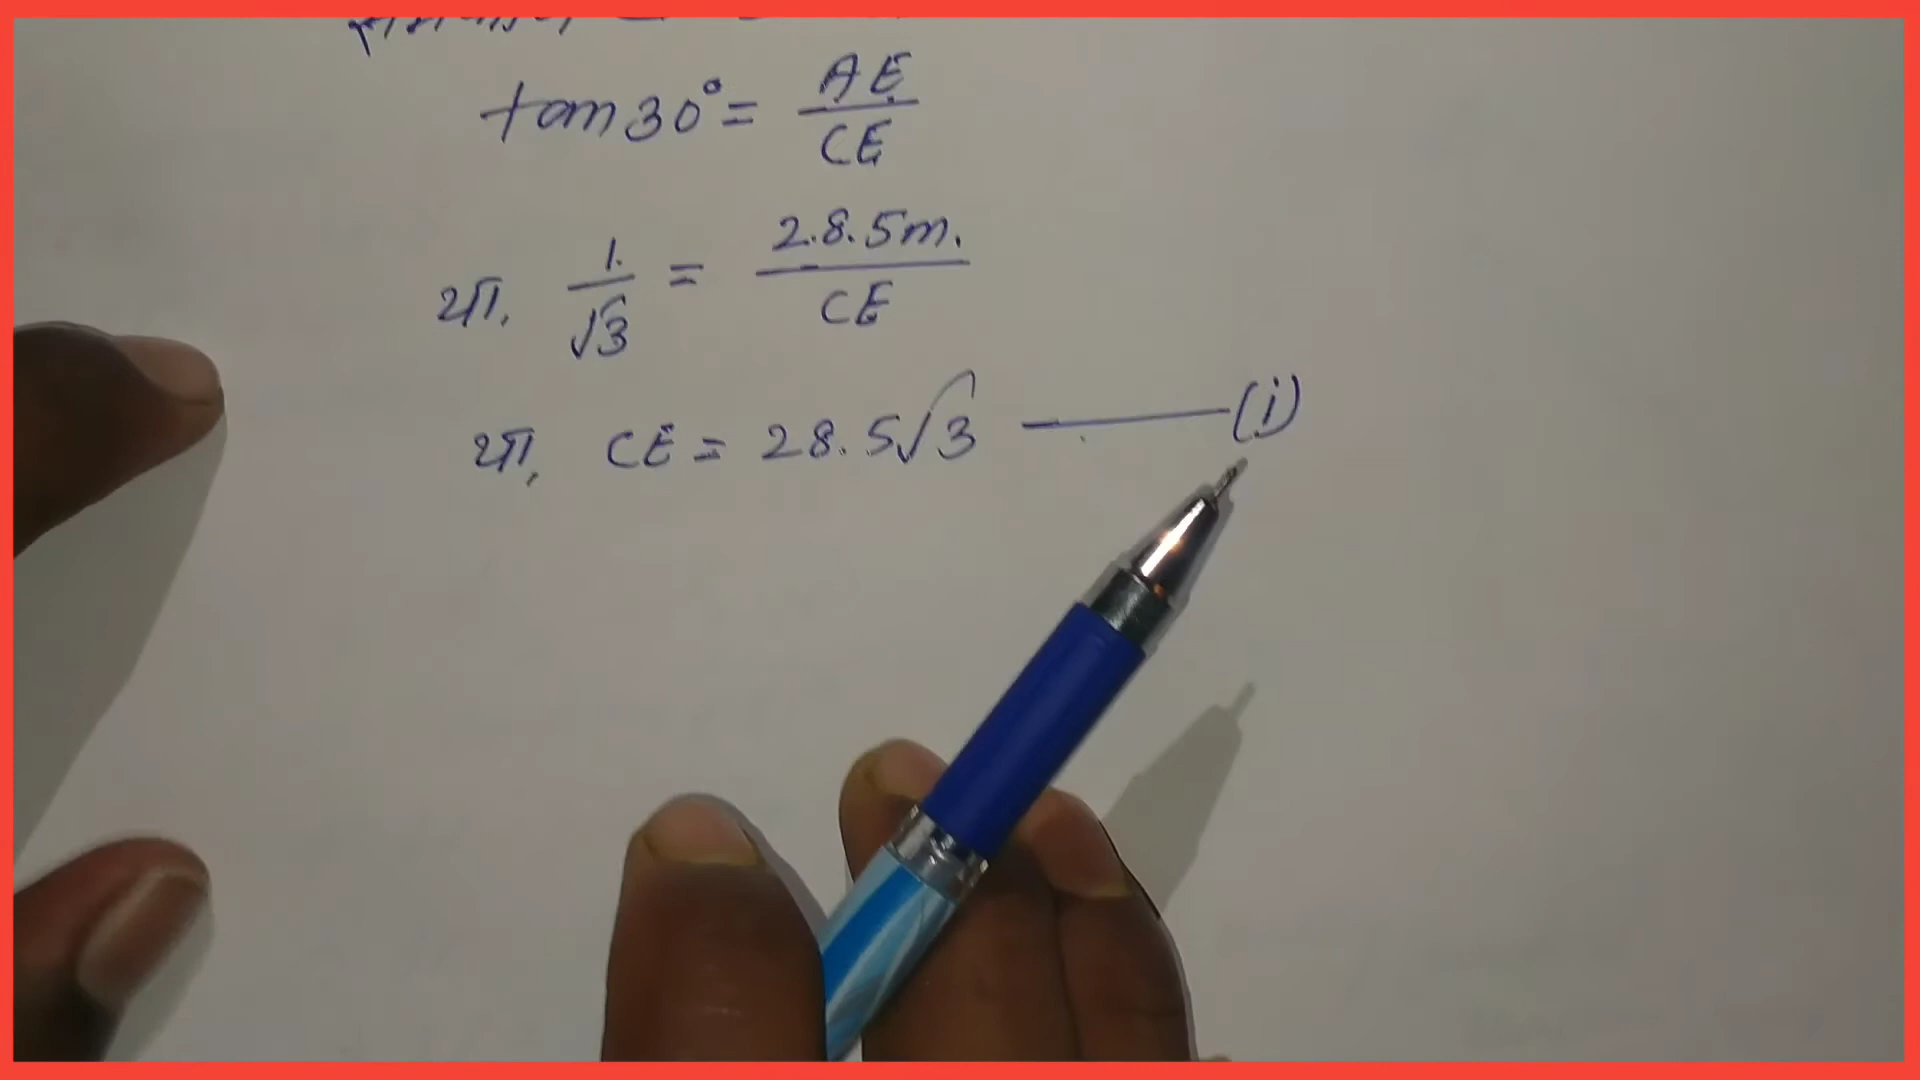 tan 30° = AE / CE
या, 1 / √3 = 2.8.5m. / CE
या, CE = 28.5√3 ——— (i)